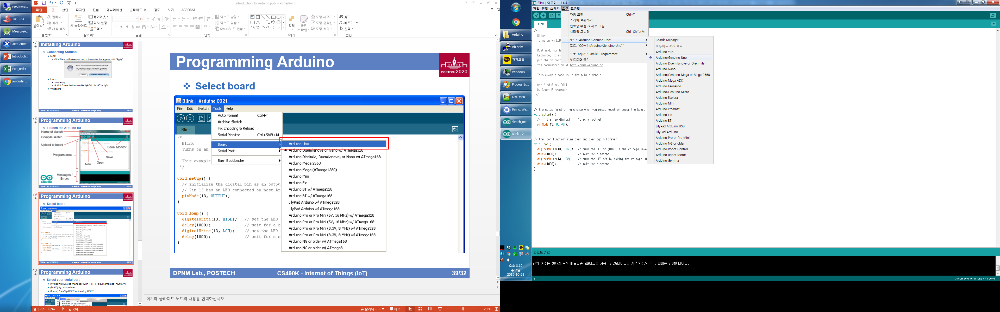 seed.nora...
141.223....
MeasureA...
XenCenter
Introducti...
Part_order...
avrdude: ...
Introduction_to_Arduino.pptx - PowerPoint
파일
홈
삽입
디자인
전환
애니메이션
슬라이드 쇼
검토
보기
ACROBAT
로그인
붙여넣기
잘라내기
복사
서식 복사
클립보드
새 슬라이드
레이아웃
다시 설정
구역
슬라이드
19
글꼴
텍스트 방향
텍스트 맞춤
SmartArt로 변환
단락
정렬
빠른 스타일
도형 채우기
도형 윤곽선
도형 효과
그리기
찾기
바꾸기
선택
편집
37
Installing Arduino
Connecting Arduino
MAC
Click "Network Preferences", and in the window that appears, click "Apply".
A new network interface has been detected.
Cancel
Network Preferences...
Linux
$ ls /dev/tty*
SHOULD have device name like ttyACM*, ttyUSB* or ttyS*
Windows
DPNM Lab., POSTECH
CS490K - Internet of Things (IoT)
37/32
38
Programming Arduino
Launch the Arduino IDE
Name of sketch
Compile sketch
Upload to board
Program area
Serial Monitor
Save
Open
New
Messages / Errors
ARDUINO
DPNM Lab., POSTECH
CS490K - Internet of Things (IoT)
38/32
39
Programming Arduino
Select board
DPNM Lab., POSTECH
CS490K - Internet of Things (IoT)
39/32
40
Programming Arduino
Select your serial port
(Windows) Device manager (Win + R → "devmgmt.msc" <Enter>)
(MAC) tty.usbmodem
(Linux) /dev/tty/USB* or /dev/tty.USB*
Programming Arduino
POSTECH 2020
Select board
Blink | Arduino 0021
File Edit Sketch Tools Help
Auto Format Ctrl+T
Archive Sketch
Fix Encoding & Reload
Serial Monitor Ctrl+Shift+M
Board
Serial Port
Burn Bootloader
Arduino Uno
Arduino Duemilanove or Nano w/ ATmega328
Arduino Diecimila, Duemilanove, or Nano w/ ATmega168
Arduino Mega 2560
Arduino Mega (ATmega1280)
Arduino Mini
Arduino Fio
Arduino BT w/ ATmega328
Arduino BT w/ ATmega168
LilyPad Arduino w/ ATmega328
LilyPad Arduino w/ ATmega168
Arduino Pro or Pro Mini (5V, 16 MHz) w/ ATmega328
Arduino Pro or Pro Mini (5V, 16 MHz) w/ ATmega168
Arduino Pro or Pro Mini (3.3V, 8 MHz) w/ ATmega328
Arduino Pro or Pro Mini (3.3V, 8 MHz) w/ ATmega168
Arduino NG or older w/ ATmega168
Arduino NG or older w/ ATmega8
Blink
/*
Blink
Turns on an
This example
*/
void setup() {
// initialize the digital pin as an output
// Pin 13 has an LED connected on most Ar
pinMode(13, OUTPUT);
}
void loop() {
digitalWrite(13, HIGH); // set the LED
delay(1000); // wait for a se
digitalWrite(13, LOW); // set the LED
delay(1000); // wait for a se
}
DPNM Lab., POSTECH
CS490K - Internet of Things (IoT)
39/32
여기에 슬라이드 노트의 내용을 입력하십시오
슬라이드 39/47
한국어
슬라이드 노트
메모
120 %
Arduino
isb.or.kr - ...
카카오톡
Windows ...
Process Ex...
D:₩Docu...
Berryz We...
sketch_oct...
Blink | 아...
오후 3:19
수요일
2015-10-28
Blink | 아두이노 1.6.5
파일 편집 스케치 도구 도움말
자동 포맷 Ctrl+T
스케치 보관하기
인코딩 수정 & 새로 고침
시리얼 모니터 Ctrl+Shift+M
보드: "Arduino/Genuino Uno"
포트: "COM4 (Arduino/Genuino Uno)"
프로그래머: "Parallel Programmer"
부트로더 굽기
Boards Manager...
아두이노 AVR 보드
Arduino Yún
Arduino/Genuino Uno
Arduino Duemilanove or Diecimila
Arduino Nano
Arduino/Genuino Mega or Mega 2560
Arduino Mega ADK
Arduino Leonardo
Arduino/Genuino Micro
Arduino Esplora
Arduino Mini
Arduino Ethernet
Arduino Fio
Arduino BT
LilyPad Arduino USB
LilyPad Arduino
Arduino Pro or Pro Mini
Arduino NG or older
Arduino Robot Control
Arduino Robot Motor
Arduino Gemma
Blink
/*
Blink
Turns on an LED
Most Arduinos h
Leonardo, it is
pin the on-boar
the documentation at http://www.arduino.cc
This example code is in the public domain.
modified 8 May 2014
by Scott Fitzgerald
*/
// the setup function runs once when you press reset or power the board
void setup() {
// initialize digital pin 13 as an output.
pinMode(13, OUTPUT);
}
// the loop function runs over and over again forever
void loop() {
digitalWrite(13, HIGH); // turn the LED on (HIGH is the voltage leve
delay(1000); // wait for a second
digitalWrite(13, LOW); // turn the LED off by making the voltage LO
delay(1000); // wait for a second
}
업로드 완료
전역 변수는 (0%)의 동적 메모리중 9바이트를 사용, 2,039바이트의 지역변수가 남음. 최대는 2,048 바이트.
8
Arduino/Genuino Uno on COM4